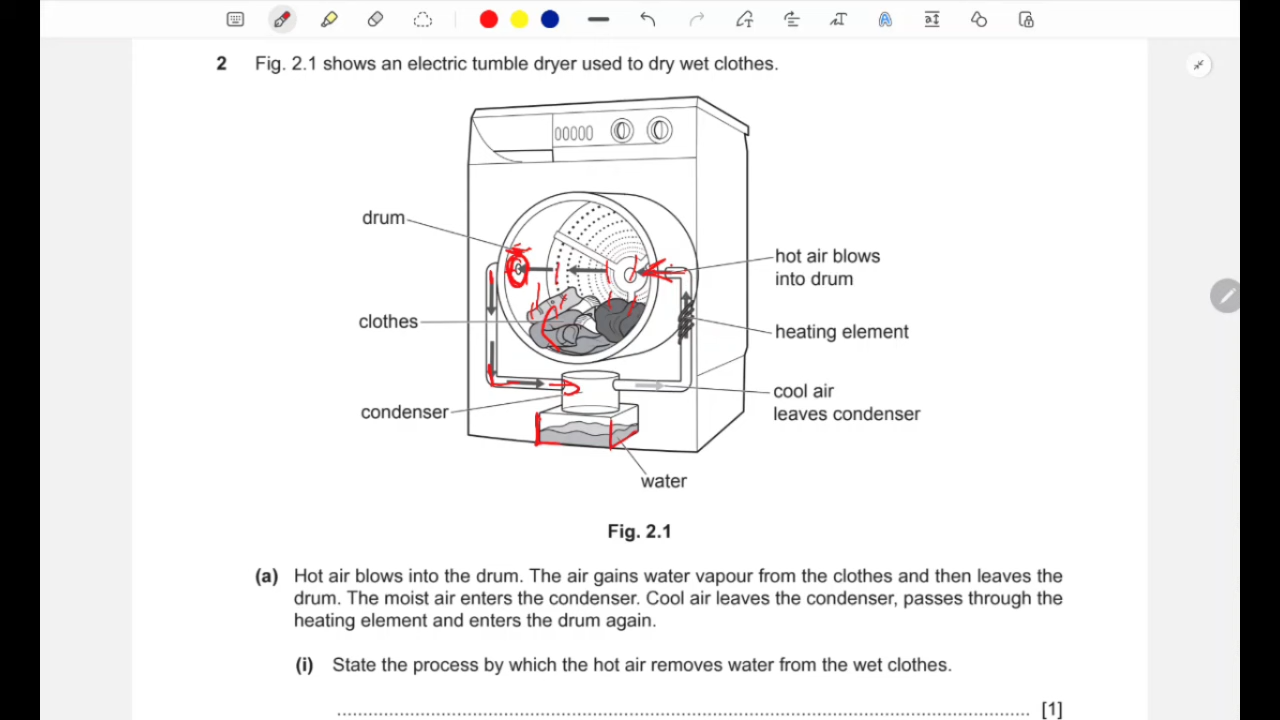 2 Fig. 2.1 shows an electric tumble dryer used to dry wet clothes.
drum
hot air blows
into drum
clothes
heating element
cool air
leaves condenser
condenser
water
Fig. 2.1
(a) Hot air blows into the drum. The air gains water vapour from the clothes and then leaves the
drum. The moist air enters the condenser. Cool air leaves the condenser, passes through the
heating element and enters the drum again.
(i) State the process by which the hot air removes water from the wet clothes.
[1]